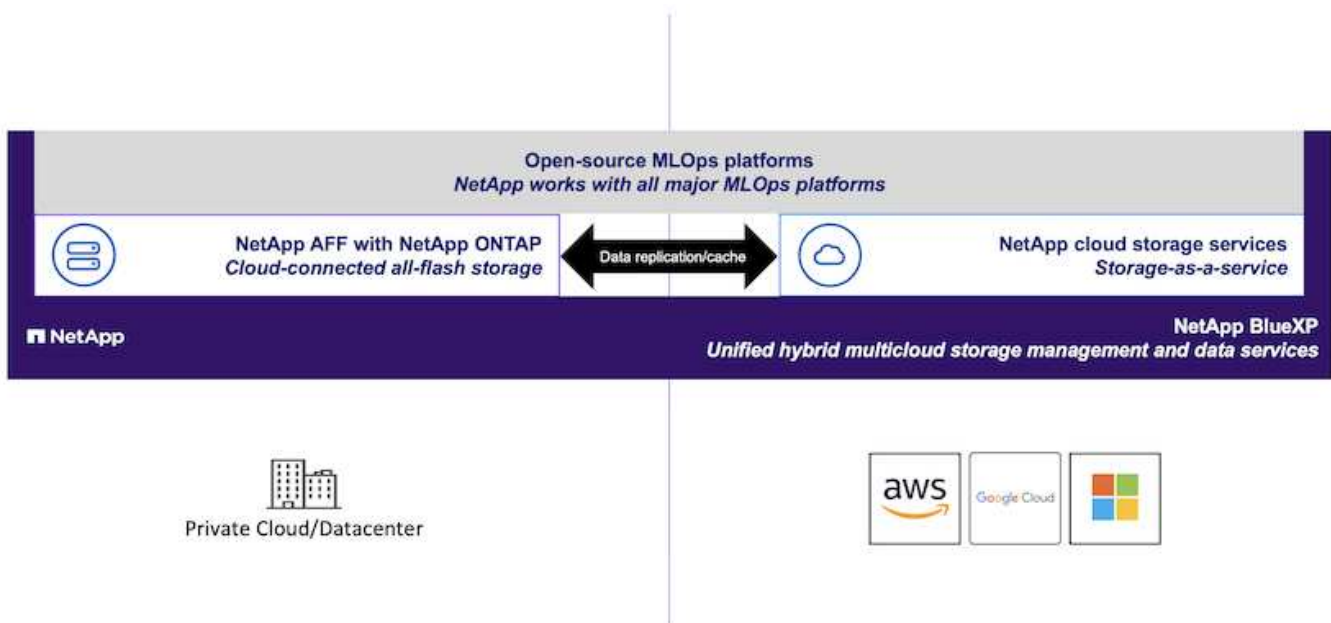 Open-source MLOps platforms
NetApp works with all major MLOps platforms
NetApp AFF with NetApp ONTAP
Cloud-connected all-flash storage
Data replication/cache
NetApp cloud storage services
Storage-as-a-service
NetApp
NetApp BlueXP
Unified hybrid multicloud storage management and data services
Private Cloud/Datacenter
aws
Google Cloud